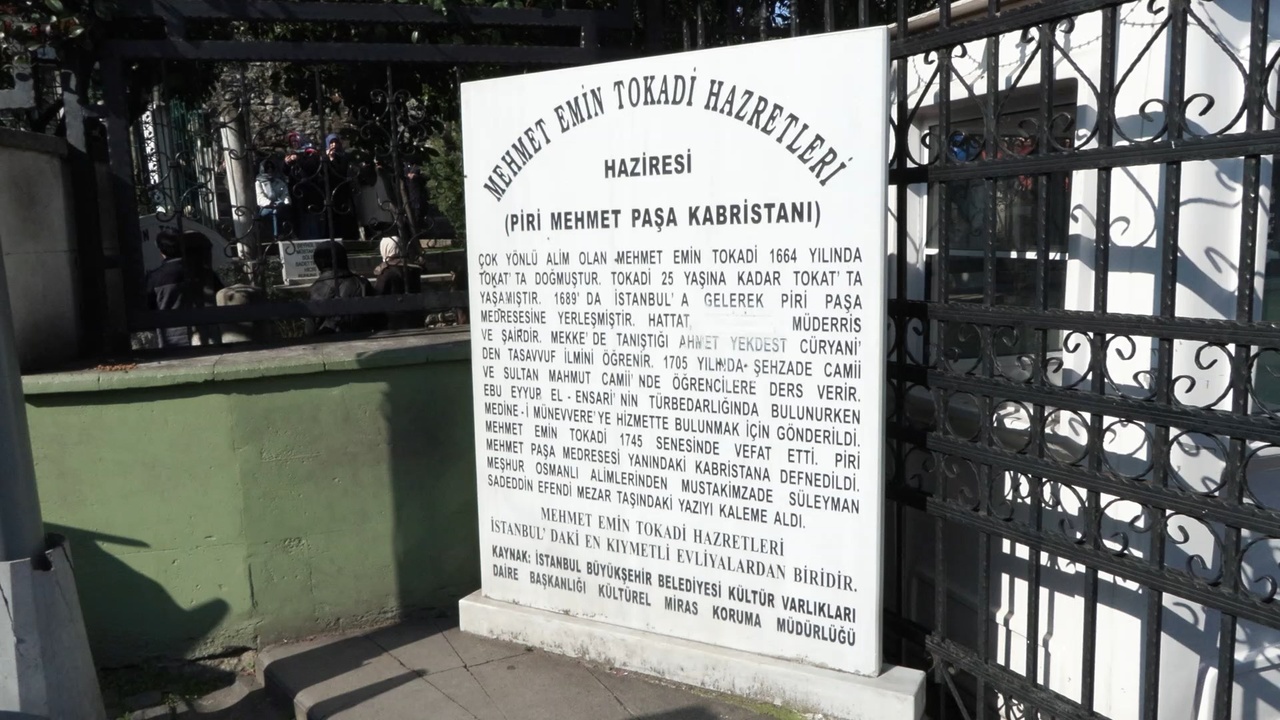 MEHMET EMİN TOKADİ HAZRETLERİ
HAZİRESİ
(PİRİ MEHMET PAŞA KABRİSTANI)
ÇOK YÖNLÜ ALİM OLAN MEHMET EMİN TOKADİ 1664 YILINDA
TOKAT' TA DOĞMUŞTUR. TOKADİ 25 YAŞINA KADAR TOKAT' TA
YAŞAMIŞTIR. 1689' DA İSTANBUL' A GELEREK PİRİ PAŞA
MEDRESESİNE YERLEŞMİŞTİR. HATTAT MÜDERRİS
VE ŞAİRDİR. MEKKE' DE TANIŞTIĞI AHMET YEKDEST CÜRYANİ'
DEN TASAVVUF İLMİNİ ÖĞRENİR. 1705 YILINDA ŞEHZADE CAMİİ
VE SULTAN MAHMUT CAMİİ' NDE ÖĞRENCİLERE DERS VERİR.
EBU EYYUP EL - ENSARİ' NİN TÜRBEDARLIĞINDA BULUNURKEN
MEDİNE - İ MÜNEVVERE' YE HİZMETTE BULUNMAK İÇİN GÖNDERİLDİ.
MEHMET EMİN TOKADİ 1745 SENESİNDE VEFAT ETTİ. PİRİ
MEHMET PAŞA MEDRESESİ YANINDAKİ KABRİSTANA DEFNEDİLDİ.
MEŞHUR OSMANLI ALİMLERİNDEN MUSTAKİMZADE SÜLEYMAN
SADEDDİN EFENDİ MEZAR TAŞINDAKİ YAZIYI KALEME ALDI.
MEHMET EMİN TOKADİ HAZRETLERİ
İSTANBUL' DAKİ EN KIYMETLİ EVLİYALARDAN BİRİDİR.
KAYNAK: İSTANBUL BÜYÜKŞEHİR BELEDİYESİ KÜLTÜR VARLIKLARI
DAİRE BAŞKANLIĞI KÜLTÜREL MİRAS KORUMA MÜDÜRLÜĞÜ